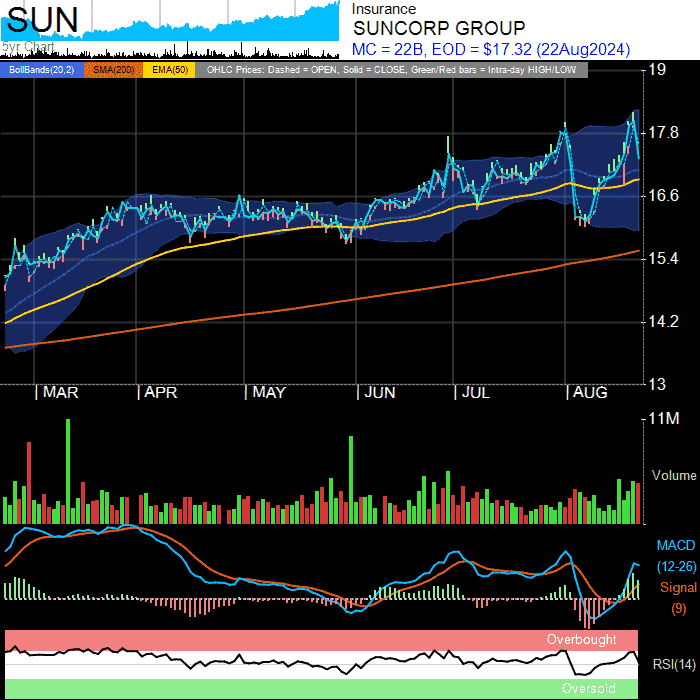 SUN
5yr Chart
Insurance
SUNCORP GROUP
MC = 22B, EOD = $17.32 (22Aug2024)
BollBands(20,2) SMA(200) EMA(50) OHLC Prices: Dashed = OPEN, Solid = CLOSE, Green/Red bars = Intra-day HIGH/LOW
19
17.8
16.6
15.4
14.2
13
MAR APR MAY JUN JUL AUG
11M
Volume
MACD
(12-26)
Signal
(9)
Overbought
RSI(14)
Oversold